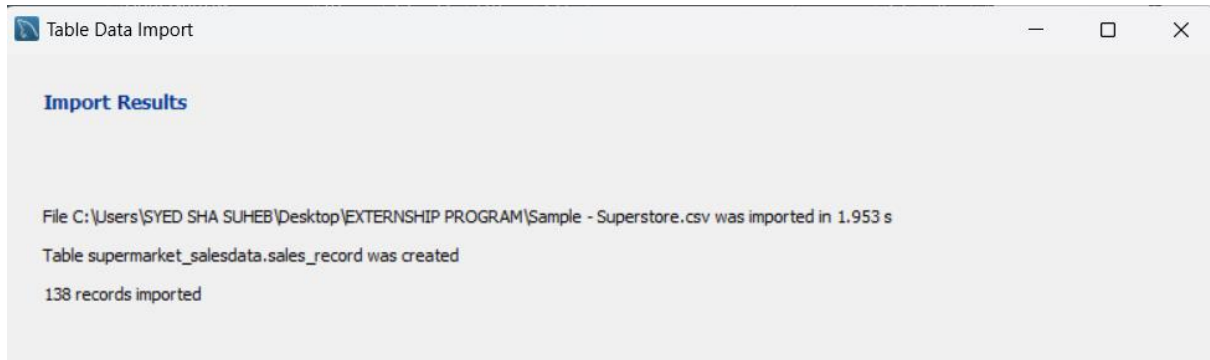 Table Data Import
Import Results
File C:\Users\SYED SHA SUHEB\Desktop\EXTERNSHIP PROGRAM\Sample - Superstore.csv was imported in 1.953 s
Table supermarket_salesdata.sales_record was created
138 records imported